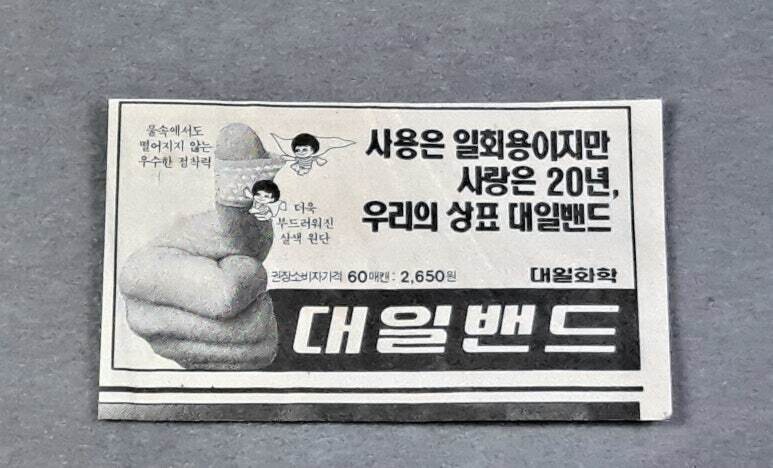 물속에서도
떨어지지 않는
우수한 접착력
사용은 일회용이지만
사랑은 20년,
우리의 상표 대일밴드
더욱
부드러워진
살색 원단
권장소비자가격 60매캔 : 2,650원
대일화학
대일밴드